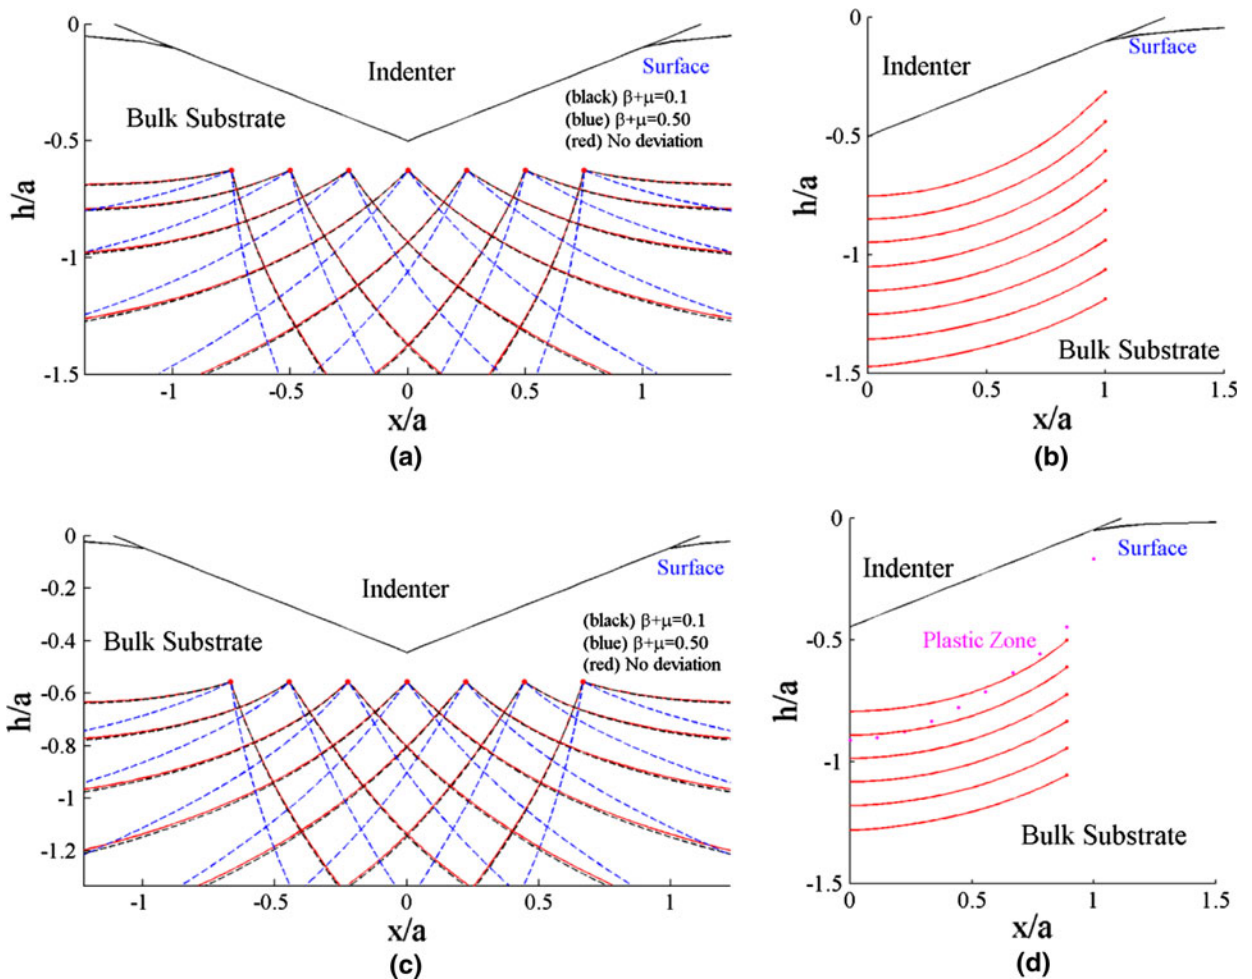 0
Indenter
Surface
(black) β+μ=0.1
(blue) β+μ=0.50
(red) No deviation
Bulk Substrate
-0.5
h/a
-1
-1.5
-1
-0.5
0
0.5
1
x/a
(a)
0
Surface
Indenter
-0.5
h/a
-1
Bulk Substrate
-1.5
0
0.5
1
1.5
x/a
(b)
0
Surface
Indenter
-0.2
(black) β+μ=0.1
(blue) β+μ=0.50
(red) No deviation
Bulk Substrate
-0.4
-0.6
h/a
-0.8
-1
-1.2
-1
-0.5
0
0.5
1
x/a
(c)
0
Surface
Indenter
-0.5
Plastic Zone
h/a
-1
Bulk Substrate
-1.5
0
0.5
1
1.5
x/a
(d)